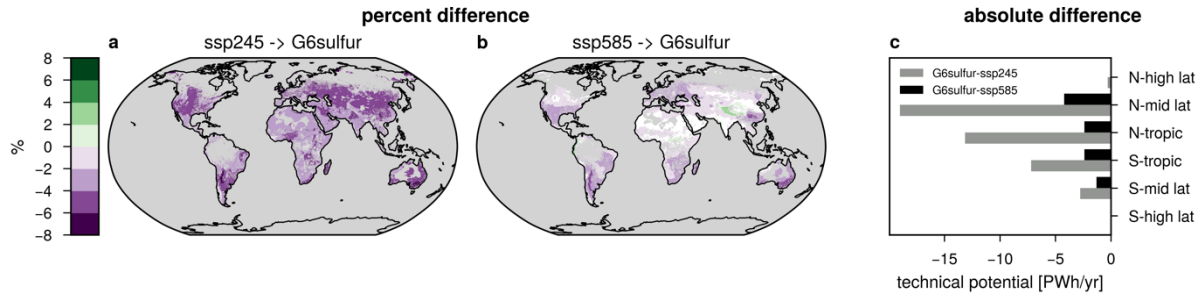 percent difference
absolute difference
a
ssp245 -> G6sulfur
b
ssp585 -> G6sulfur
c
%
8
6
4
2
0
−2
−4
−6
−8
G6sulfur-ssp245
G6sulfur-ssp585
N-high lat
N-mid lat
N-tropic
S-tropic
S-mid lat
S-high lat
−15
−10
−5
0
technical potential [PWh/yr]